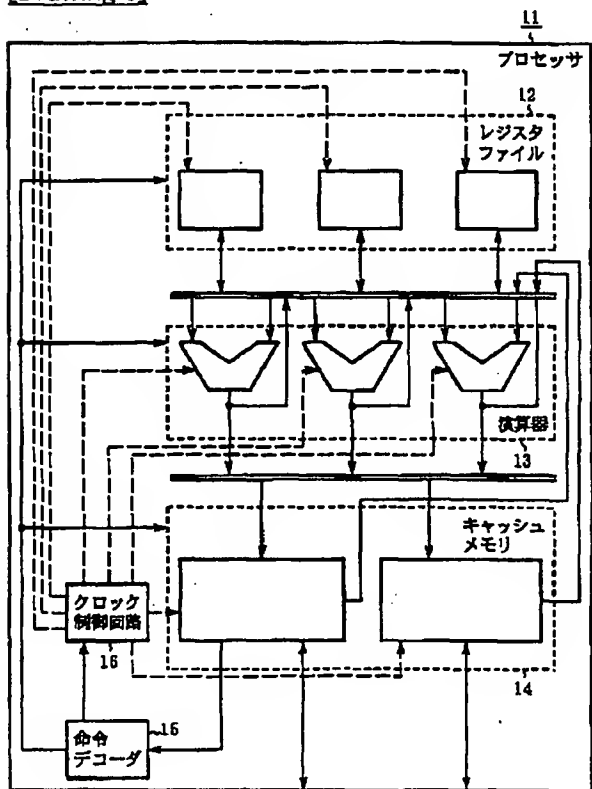 11
プロセッサ
12
レジスタ
ファイル
演算器
13
キャッシュ
メモリ
クロック
制御回路
16
14
15
命令
デコーダ